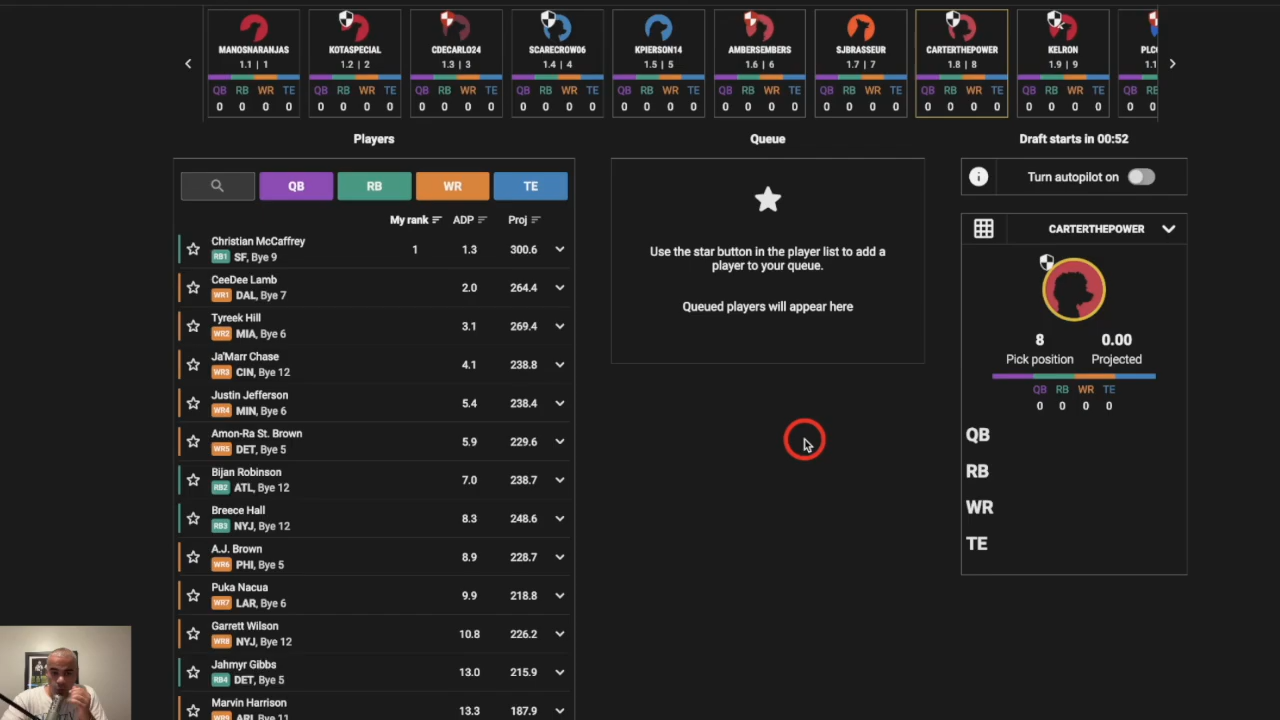 MANOSNARANJAS
1.1 | 1
QB RB WR TE
0 0 0 0
KOTASPECIAL
1.2 | 2
QB RB WR TE
0 0 0 0
CDECARLO24
1.3 | 3
QB RB WR TE
0 0 0 0
SCARECROW06
1.4 | 4
QB RB WR TE
0 0 0 0
KPIERSON14
1.5 | 5
QB RB WR TE
0 0 0 0
AMBERSEMBERS
1.6 | 6
QB RB WR TE
0 0 0 0
SJBRASSEUR
1.7 | 7
QB RB WR TE
0 0 0 0
CARTERTHEPOWER
1.8 | 8
QB RB WR TE
0 0 0 0
KELRON
1.9 | 9
QB RB WR TE
0 0 0 0
QB RB
0 0
Players
QB RB WR TE
My rank ADP Proj
Christian McCaffrey
1 1.3 300.6
RB1 SF, Bye 9
CeeDee Lamb
2.0 264.4
WR1 DAL, Bye 7
Tyreek Hill
3.1 269.4
WR2 MIA, Bye 6
Ja'Marr Chase
4.1 238.8
WR3 CIN, Bye 12
Justin Jefferson
5.4 238.4
WR4 MIN, Bye 6
Amon-Ra St. Brown
5.9 229.6
WR5 DET, Bye 5
Bijan Robinson
7.0 238.7
RB2 ATL, Bye 12
Breece Hall
8.3 248.6
RB3 NYJ, Bye 12
A.J. Brown
8.9 228.7
WR6 PHI, Bye 5
Puka Nacua
9.9 218.8
WR7 LAR, Bye 6
Garrett Wilson
10.8 226.2
WR8 NYJ, Bye 12
Jahmyr Gibbs
13.0 215.9
RB4 DET, Bye 5
Marvin Harrison
13.3 187.9
WR9 ARI, Bye 11
Queue
Use the star button in the player list to add a
player to your queue.
Queued players will appear here
Draft starts in 00:52
Turn autopilot on
CARTERTHEPOWER
8 0.00
Pick position Projected
QB RB WR TE
0 0 0 0
QB
RB
WR
TE